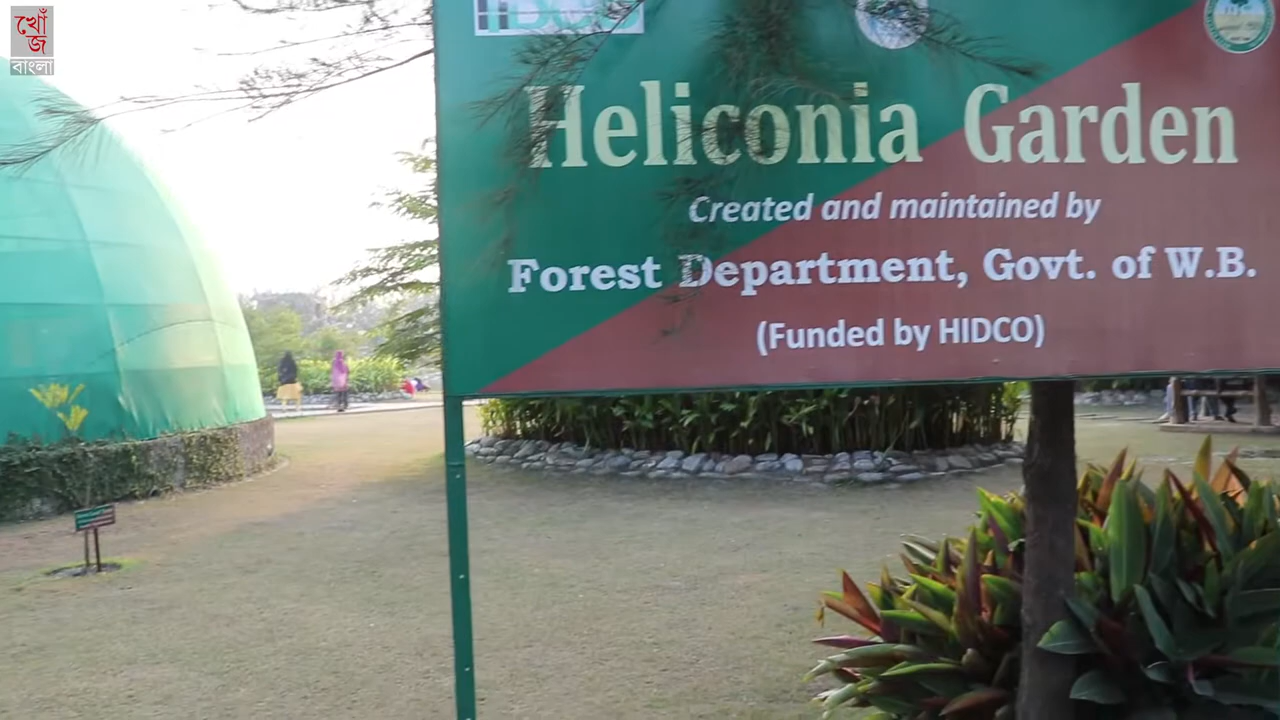 খোঁজ
বাংলা
Heliconia Garden
Created and maintained by
Forest Department, Govt. of W.B.
(Funded by HIDCO)